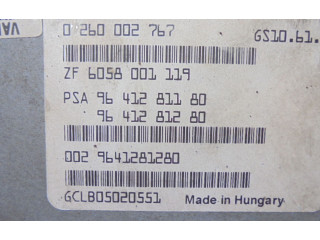 0 260 002 767 GS10.61.
ZF 6058 001 119
PSA 96 412 811 80
96 412 812 80
002 9641281280
GCLB05020551 Made in Hungary